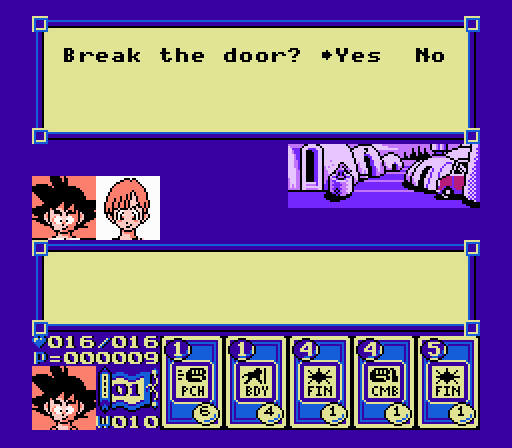 Break the door? *Yes No
016/016
P=000009
01
W010
1 1 4 4 5
PCH BDY FIN CMB FIN
6 4 1 1 1